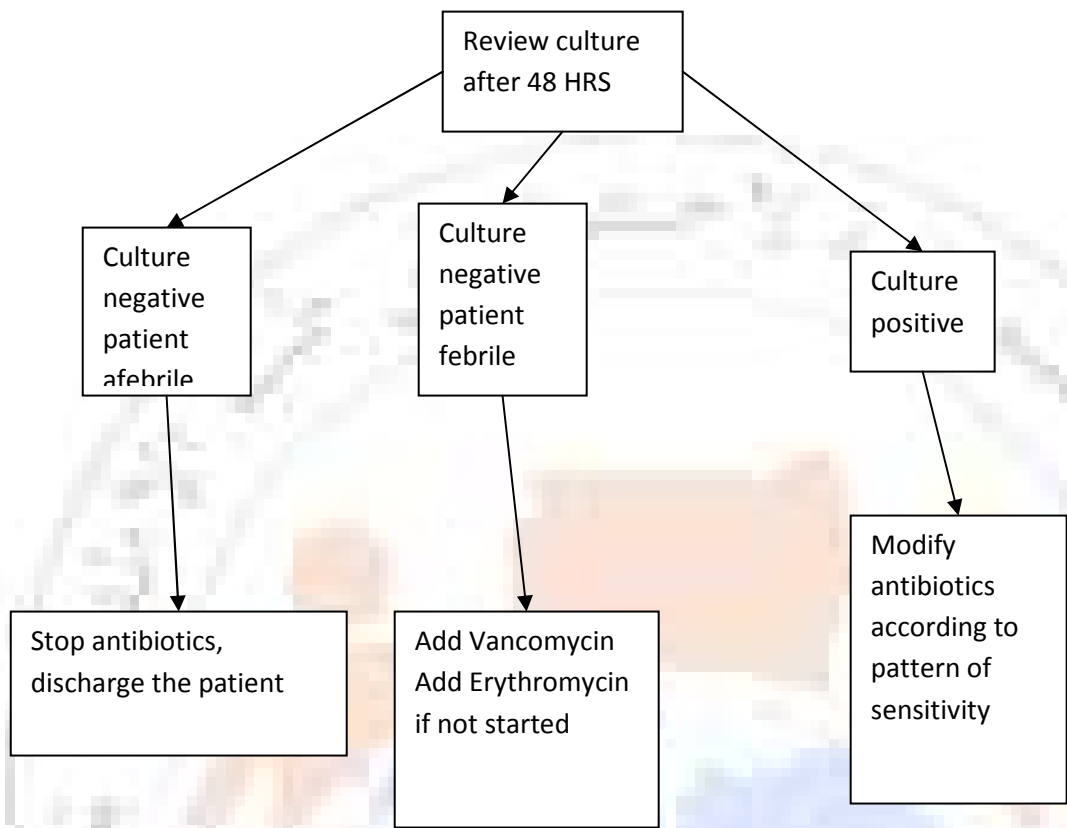 Review culture
after 48 HRS
Culture
negative
patient
afebrile
Culture
negative
patient
febrile
Culture
positive
Stop antibiotics,
discharge the patient
Add Vancomycin
Add Erythromycin
if not started
Modify
antibiotics
according to
pattern of
sensitivity